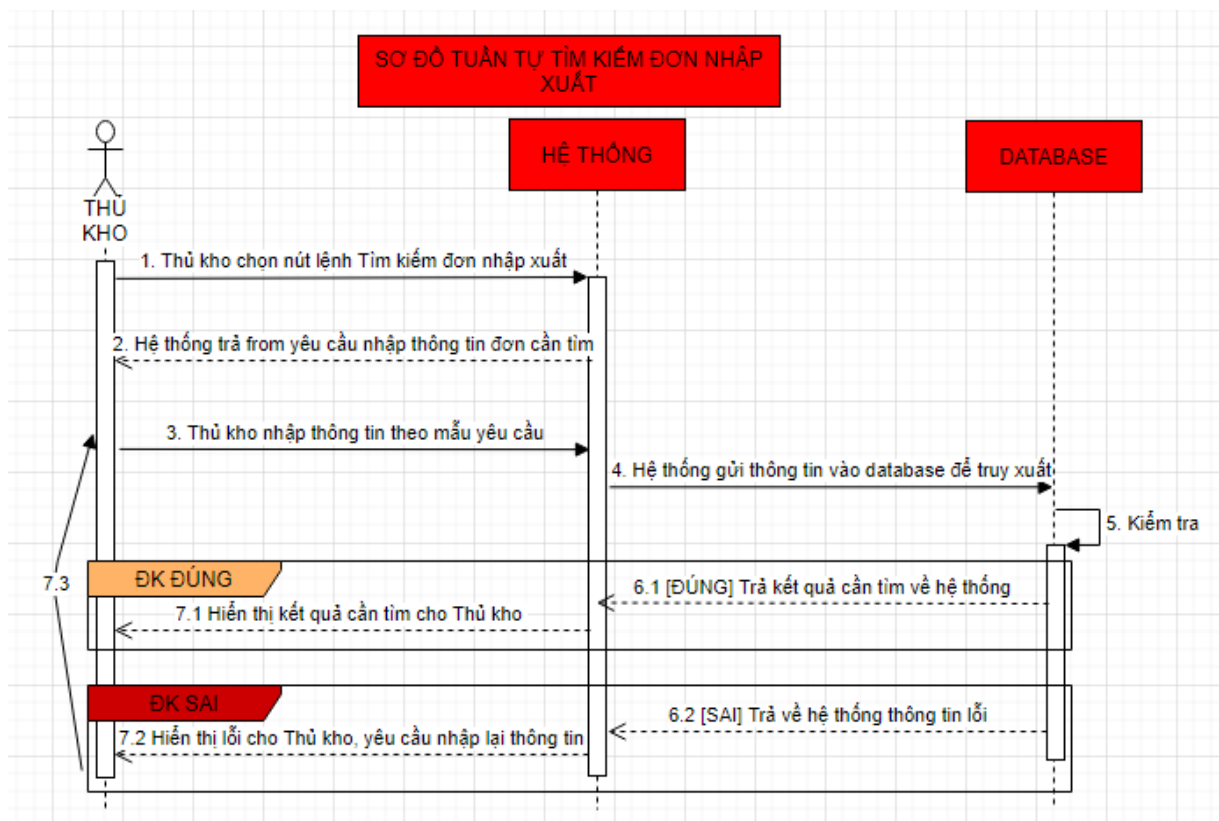 SƠ ĐỒ TUẦN TỰ TÌM KIẾM ĐƠN NHẬP
XUẤT
HỆ THỐNG
DATABASE
THỦ
KHO
1. Thủ kho chọn nút lệnh Tìm kiếm đơn nhập xuất
2. Hệ thống trả from yêu cầu nhập thông tin đơn cần tìm
3. Thủ kho nhập thông tin theo mẫu yêu cầu
4. Hệ thống gửi thông tin vào database để truy xuất
5. Kiểm tra
ĐK ĐÚNG
6.1 [ĐÚNG] Trả kết quả cần tìm về hệ thống
7.3
7.1 Hiển thị kết quả cần tìm cho Thủ kho
ĐK SAI
6.2 [SAI] Trả về hệ thống thông tin lỗi
7.2 Hiển thị lỗi cho Thủ kho, yêu cầu nhập lại thông tin